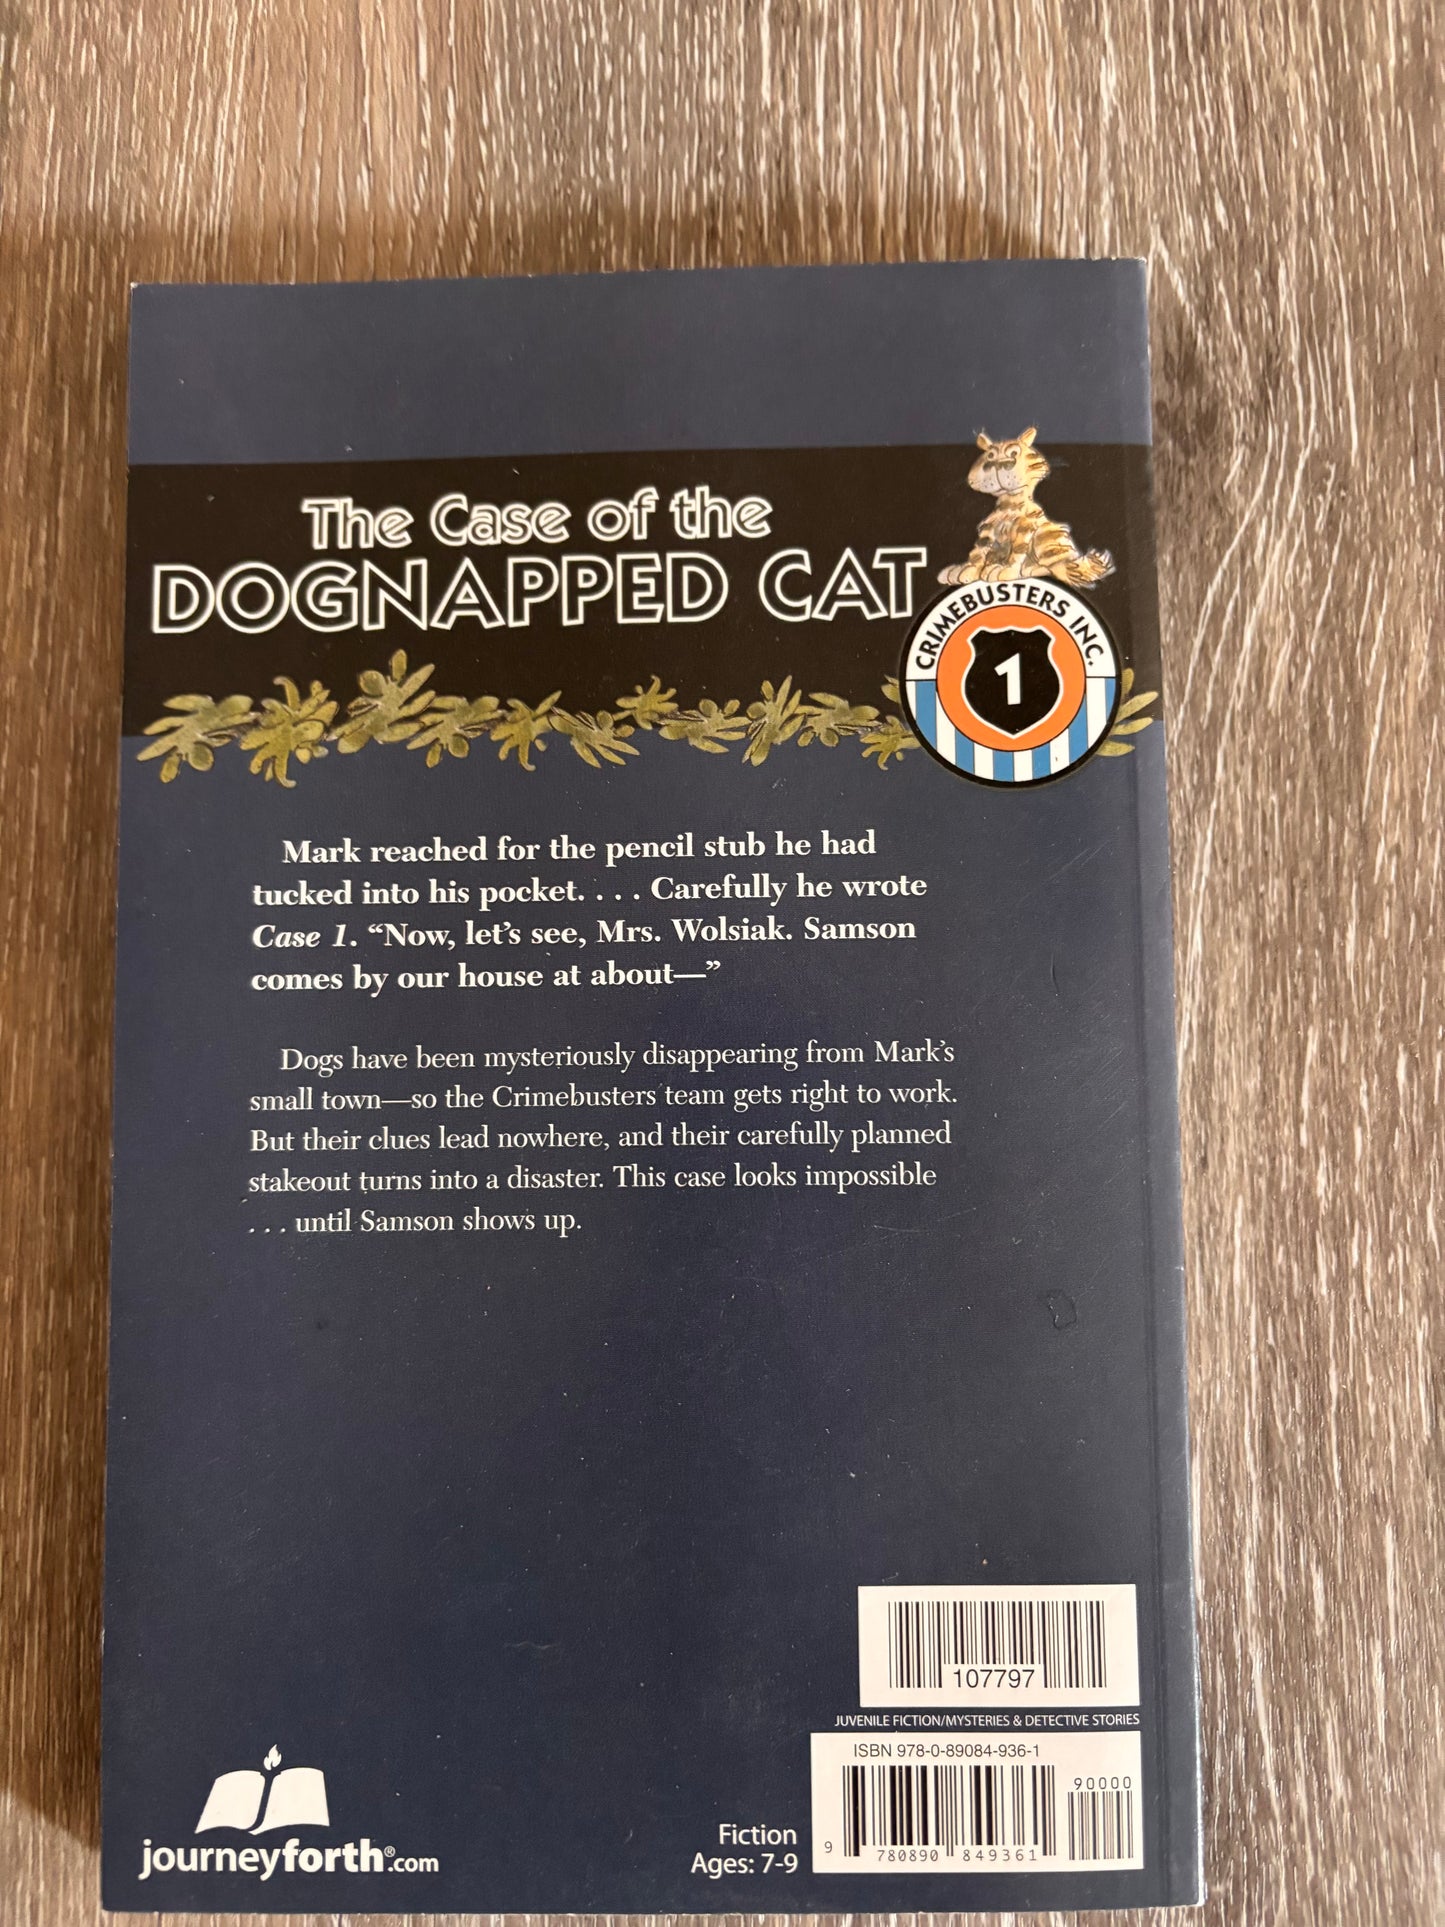 The Case of the
DOGNAPPED CAT
CRIMEBUSTERS INC.
1
Mark reached for the pencil stub he had
tucked into his pocket. . . . Carefully he wrote
Case 1. “Now, let’s see, Mrs. Wolsiak. Samson
comes by our house at about—”
Dogs have been mysteriously disappearing from Mark’s
small town—so the Crimebusters team gets right to work.
But their clues lead nowhere, and their carefully planned
stakeout turns into a disaster. This case looks impossible
. . . until Samson shows up.
107797
JUVENILE FICTION/MYSTERIES & DETECTIVE STORIES
ISBN 978-0-89084-936-1
90000
9 780890 849361
Fiction
Ages: 7-9
journeyforth®.com